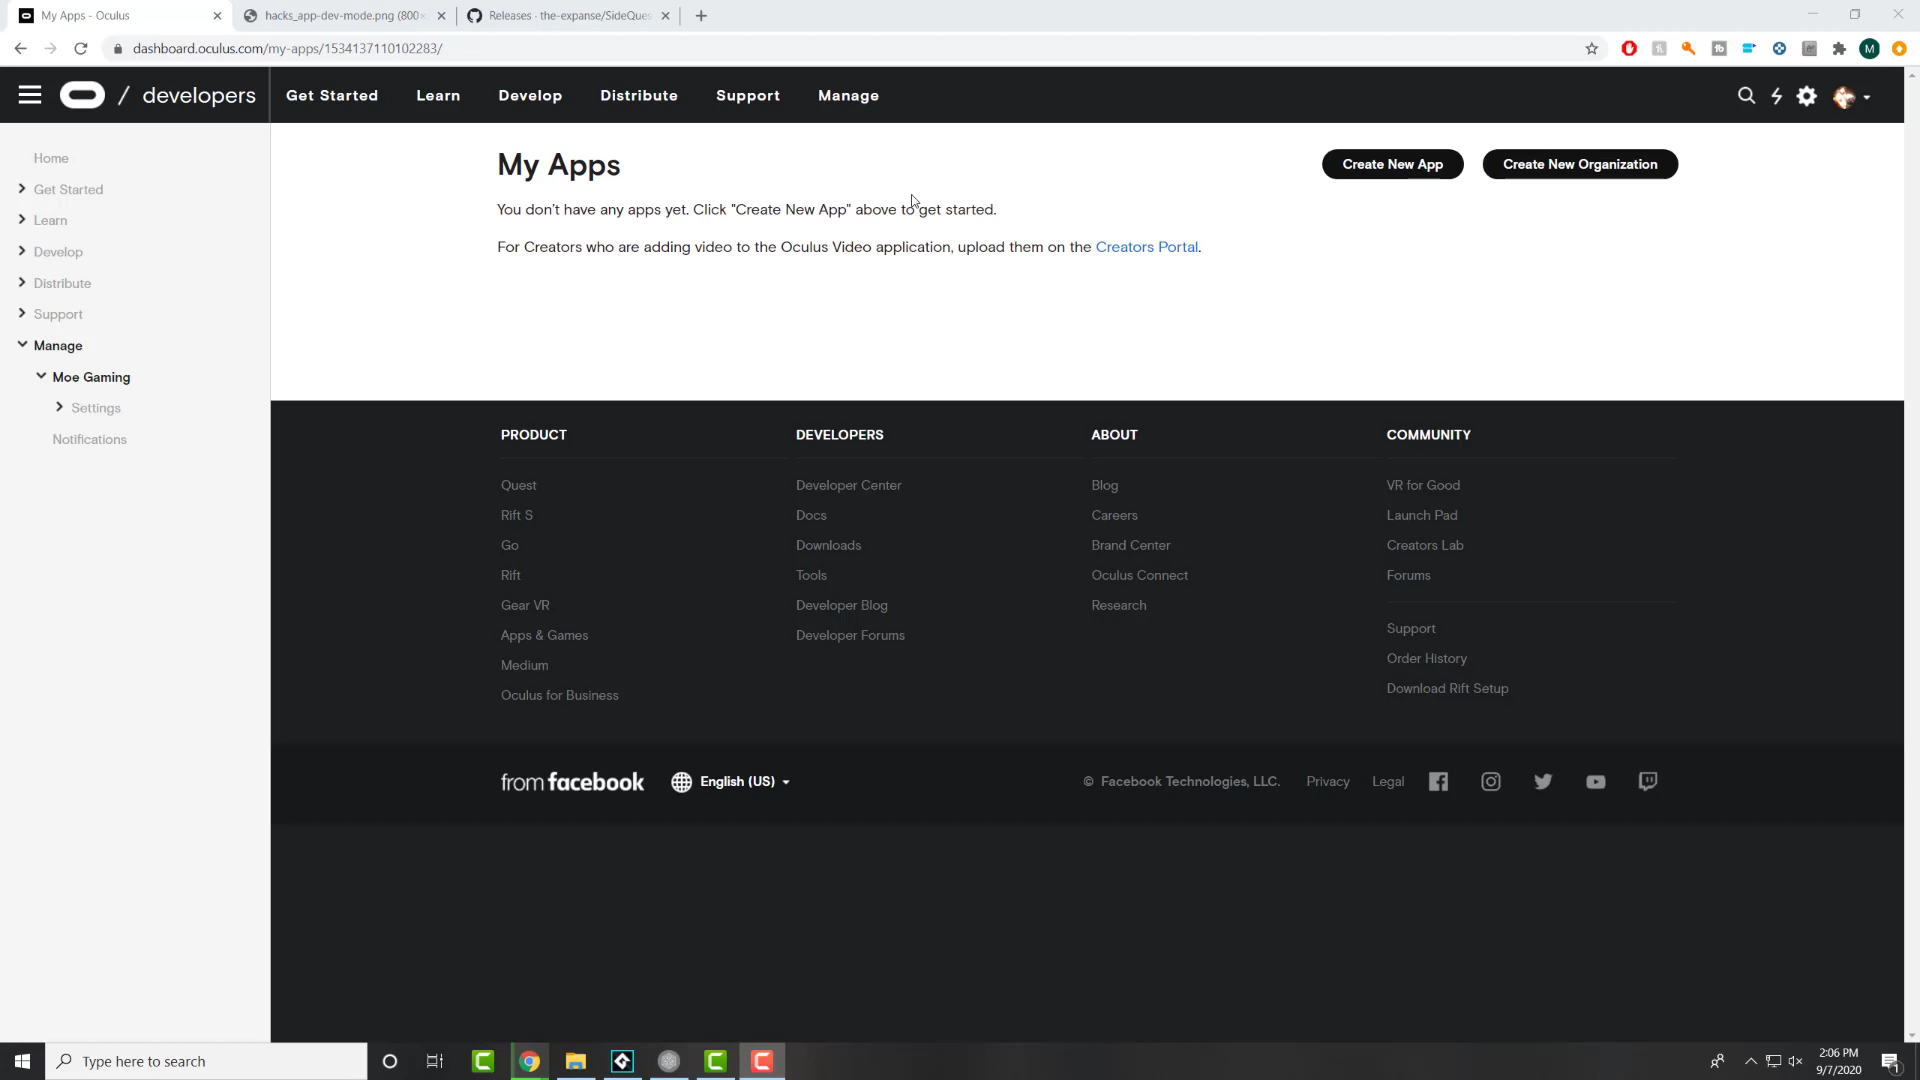 My Apps - Oculus
hacks_app-dev-mode.png (800×
Releases · the-expanse/SideQues
dashboard.oculus.com/my-apps/1534137110102283/
M
/ developers
Get Started
Learn
Develop
Distribute
Support
Manage
Home
Get Started
Learn
Develop
Distribute
Support
Manage
Moe Gaming
Settings
Notifications
My Apps
Create New App
Create New Organization
You don't have any apps yet. Click "Create New App" above to get started.
For Creators who are adding video to the Oculus Video application, upload them on the Creators Portal.
PRODUCT
Quest
Rift S
Go
Rift
Gear VR
Apps & Games
Medium
Oculus for Business
DEVELOPERS
Developer Center
Docs
Downloads
Tools
Developer Blog
Developer Forums
ABOUT
Blog
Careers
Brand Center
Oculus Connect
Research
COMMUNITY
VR for Good
Launch Pad
Creators Lab
Forums
Support
Order History
Download Rift Setup
from facebook
English (US)
© Facebook Technologies, LLC.
Privacy
Legal
Type here to search
2:06 PM
9/7/2020
1